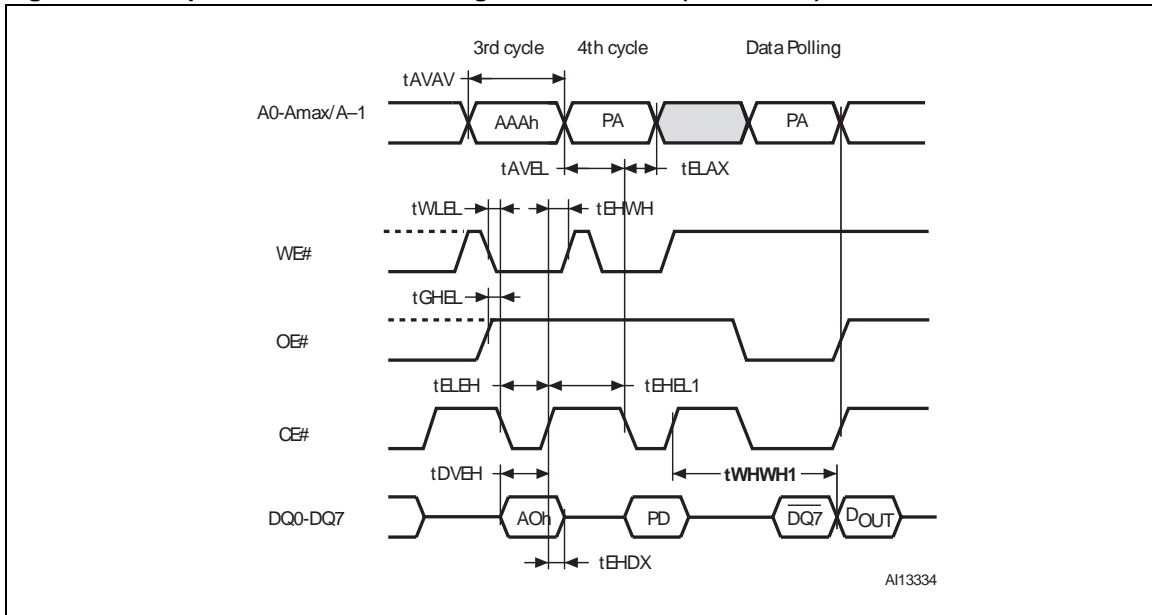 3rd cycle 4th cycle Data Polling
tAVAV
A0-Amax/A–1 AAAh PA PA
tAVEL tELAX
tWLEL tEHWH
WE#
tGHEL
OE#
tELEH tEHEL1
CE#
tDVEH tWHWH1
DQ0-DQ7 AOh PD DQ7 DOUT
tEHDX
AI13334